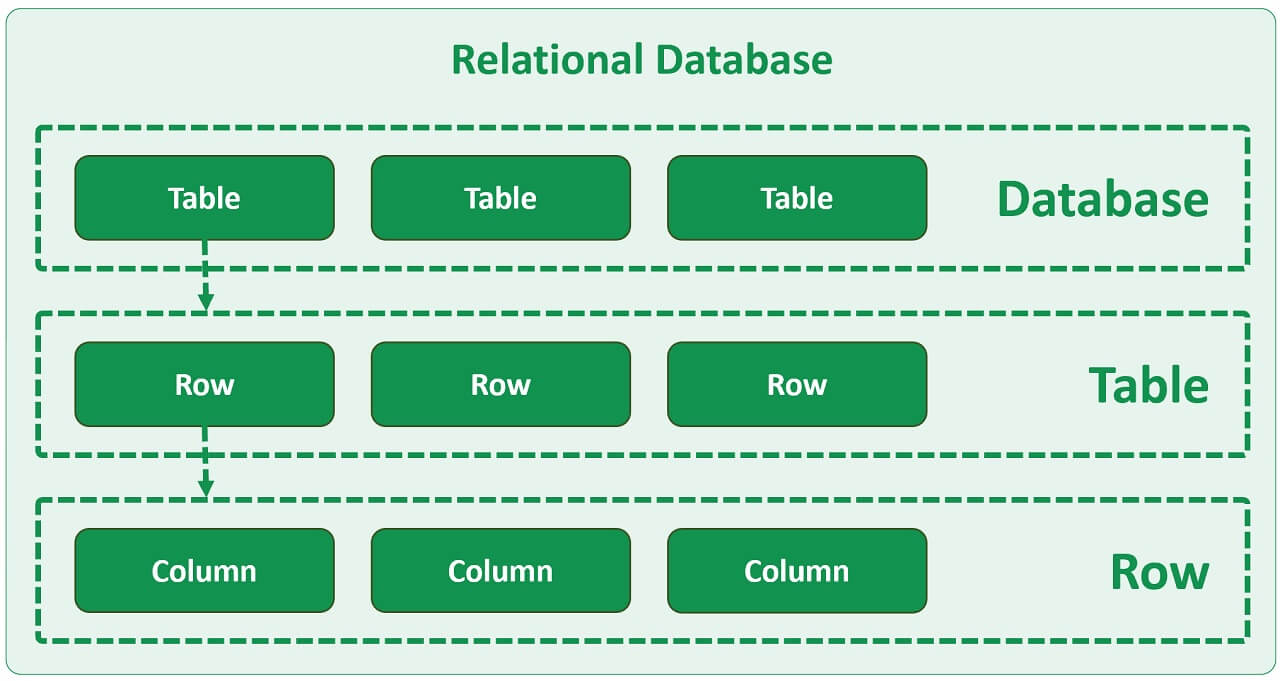 Relational Database
Table Table Table Database
Row Row Row Table
Column Column Column Row